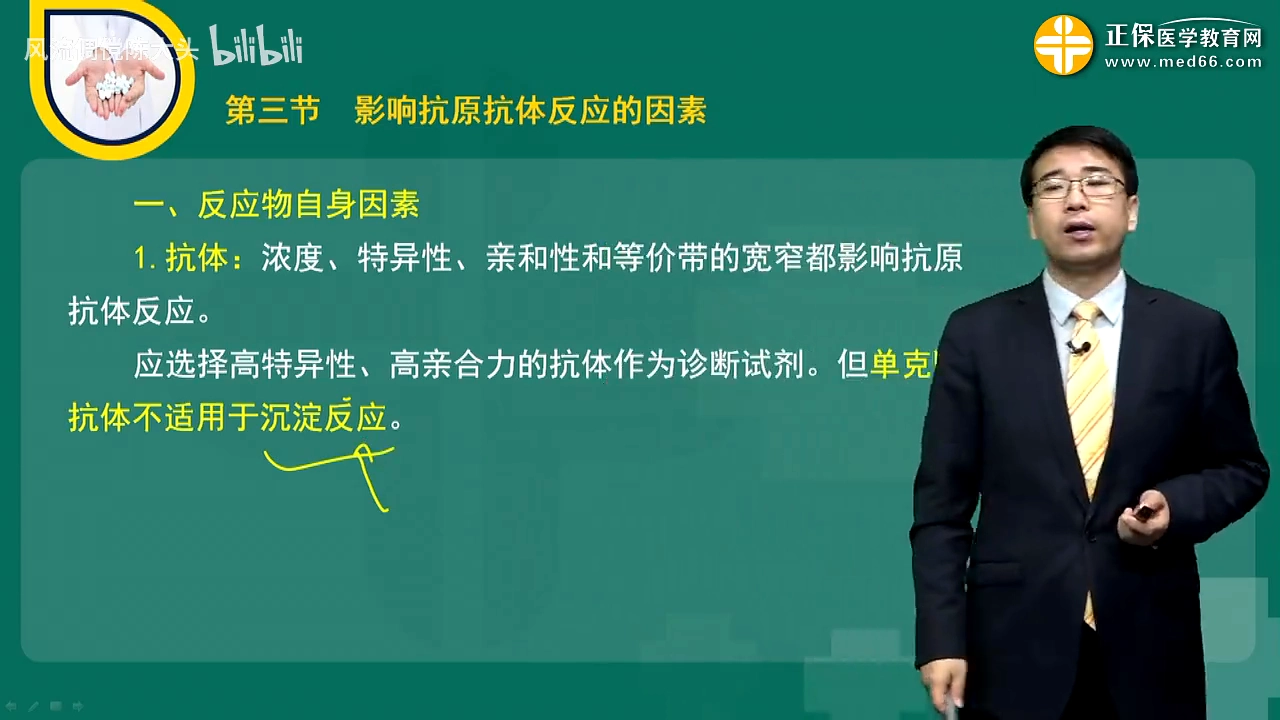 bilibili
正保医学教育网
www.med66.com
第三节 影响抗原抗体反应的因素
一、反应物自身因素
1.抗体：浓度、特异性、亲和性和等价带的宽窄都影响抗原
抗体反应。
应选择高特异性、高亲合力的抗体作为诊断试剂。但单克
抗体不适用于沉淀反应。